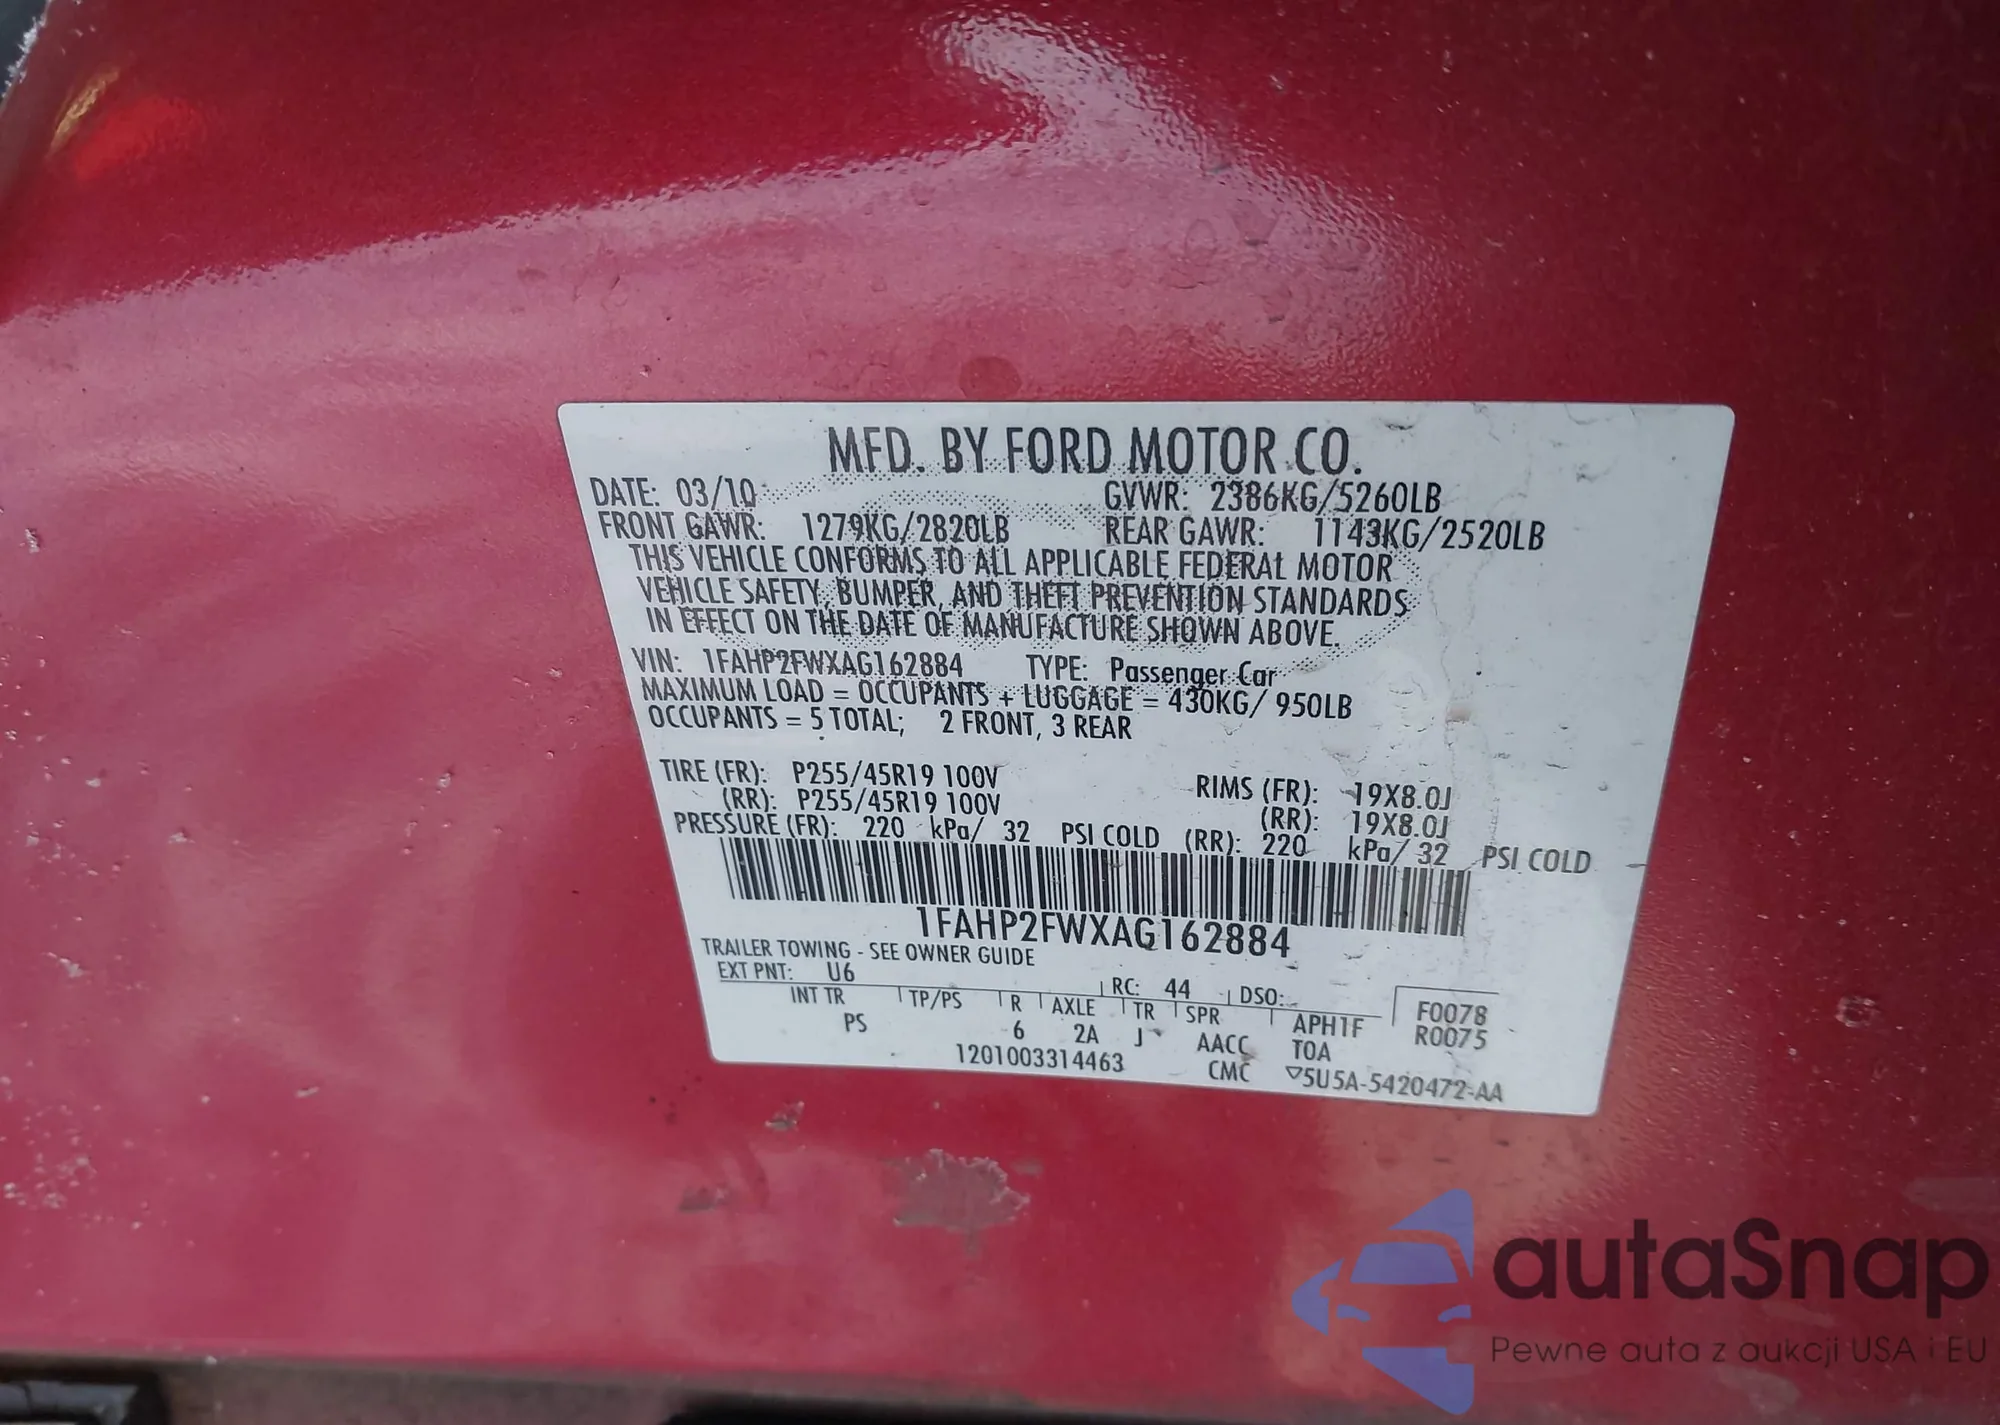 MFD. BY FORD MOTOR CO.
DATE: 03/10 GVWR: 2386KG/5260LB
FRONT GAWR: 1279KG/2820LB REAR GAWR: 1143KG/2520LB
THIS VEHICLE CONFORMS TO ALL APPLICABLE FEDERAL MOTOR
VEHICLE SAFETY, BUMPER, AND THEFT PREVENTION STANDARDS
IN EFFECT ON THE DATE OF MANUFACTURE SHOWN ABOVE.
VIN: 1FAHP2FWXAG162884 TYPE: Passenger Car
MAXIMUM LOAD = OCCUPANTS + LUGGAGE = 430KG/ 950LB
OCCUPANTS = 5 TOTAL; 2 FRONT, 3 REAR
TIRE (FR): P255/45R19 100V RIMS (FR): 19X8.0J
(RR): P255/45R19 100V (RR): 19X8.0J
PRESSURE (FR): 220 kPa/ 32 PSI COLD (RR): 220 kPa/ 32 PSI COLD
1FAHP2FWXAG162884
TRAILER TOWING - SEE OWNER GUIDE
EXT PNT: U6 RC: 44 DSO:
INT TR TP/PS R AXLE TR SPR APH1F F0078
PS 6 2A J AACC TOA R0075
1201003314463 CMC ▽5U5A-5420472-AA
autaSnap
Pewne auta z aukcji USA i EU